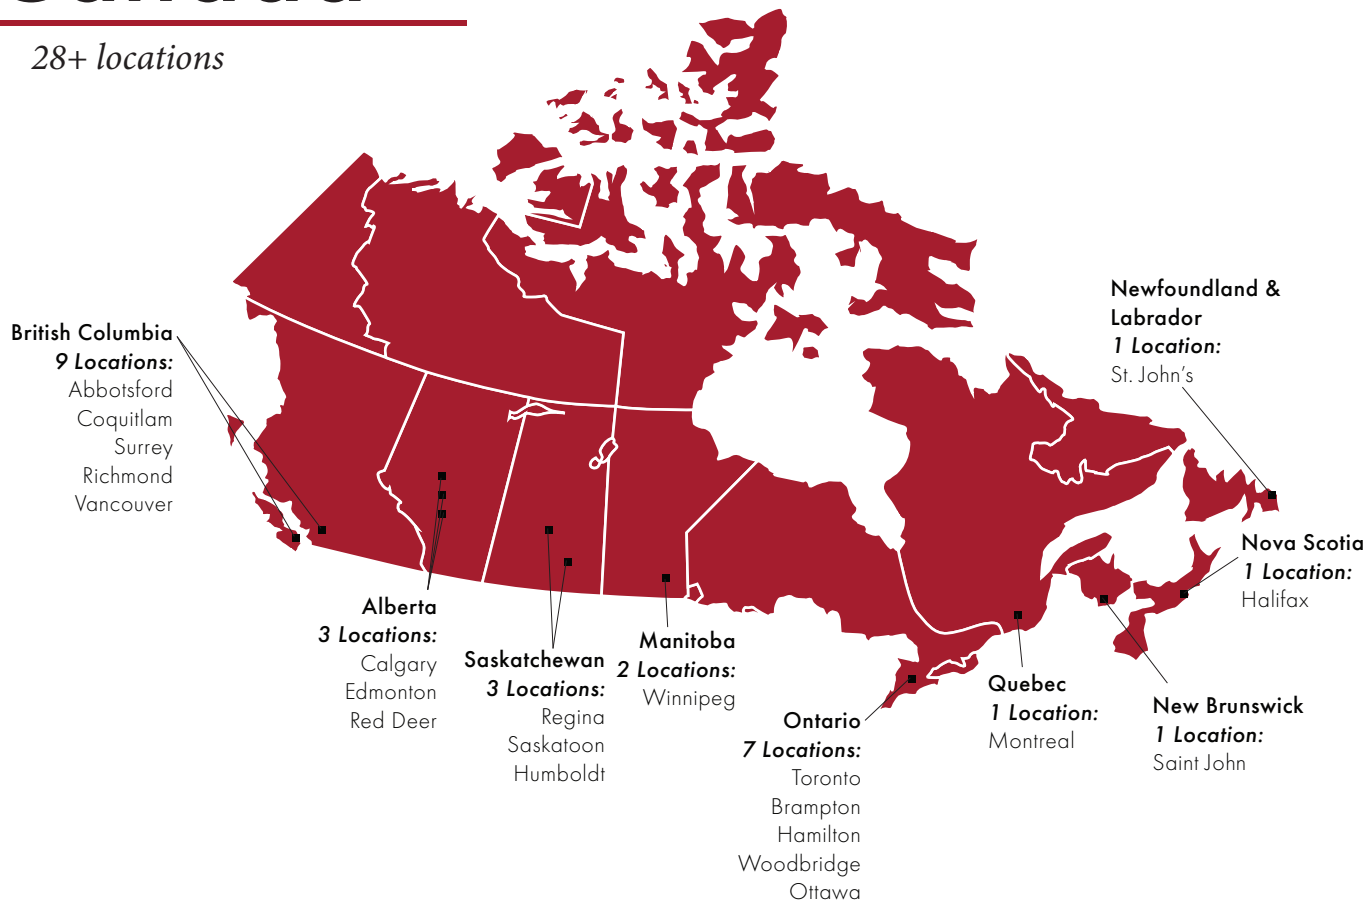 28+ locations
British Columbia
9 Locations:
Abbotsford
Coquitlam
Surrey
Richmond
Vancouver
Alberta
3 Locations:
Calgary
Edmonton
Red Deer
Saskatchewan
3 Locations:
Regina
Saskatoon
Humboldt
Manitoba
2 Locations:
Winnipeg
Ontario
7 Locations:
Toronto
Brampton
Hamilton
Woodbridge
Ottawa
Quebec
1 Location:
Montreal
New Brunswick
1 Location:
Saint John
Nova Scotia
1 Location:
Halifax
Newfoundland &
Labrador
1 Location:
St. John’s